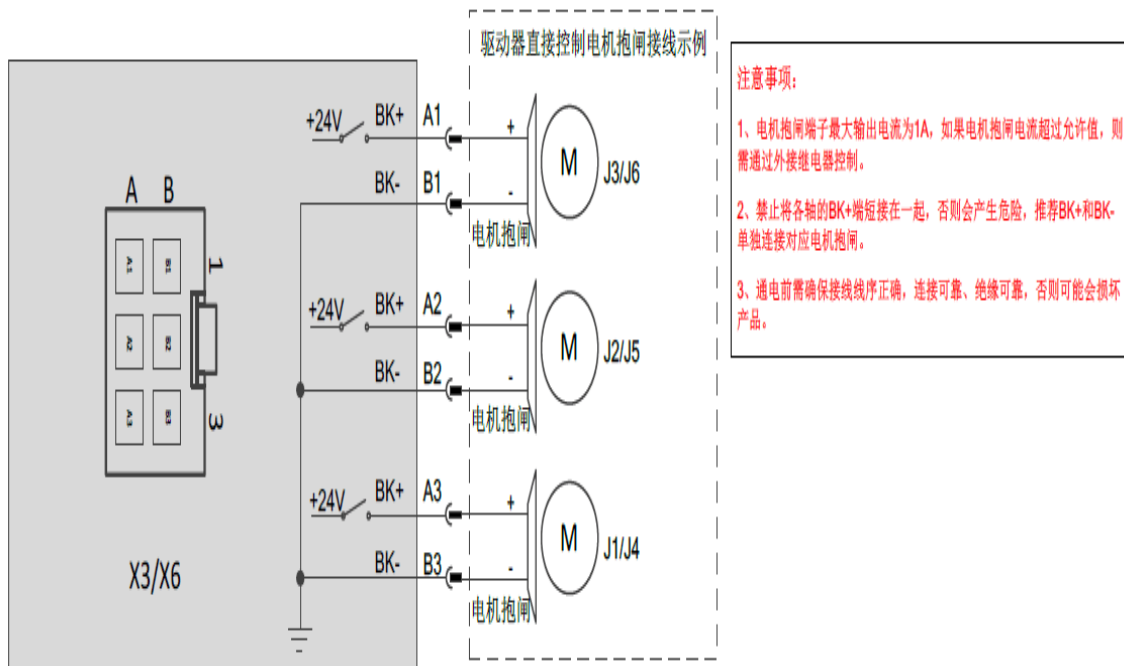 驱动器直接控制电机抱闸接线示例
+24V BK+ A1
+
M
J3/J6
BK- B1
-
电机抱闸
A B
A1 B1 1
A2 B2
A3 B3 3
X3/X6
+24V BK+ A2
+
M
J2/J5
BK- B2
-
电机抱闸
+24V BK+ A3
+
M
J1/J4
BK- B3
-
电机抱闸
注意事项：
1、电机抱闸端子最大输出电流为1A，如果电机抱闸电流超过允许值，则
需通过外接继电器控制。
2、禁止将各轴的BK+端短接在一起，否则会产生危险，推荐BK+和BK-
单独连接对应电机抱闸。
3、通电前需确保接线线序正确，连接可靠、绝缘可靠，否则可能会损坏
产品。